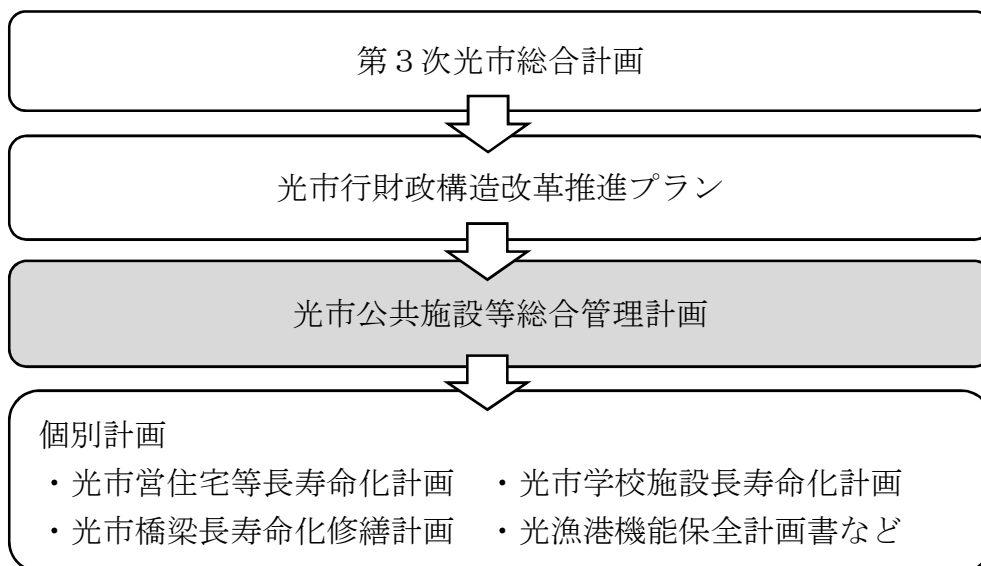 第３次光市総合計画
光市行財政構造改革推進プラン
光市公共施設等総合管理計画
個別計画
・光市営住宅等長寿命化計画　・光市学校施設長寿命化計画
・光市橋梁長寿命化修繕計画　・光漁港機能保全計画書など